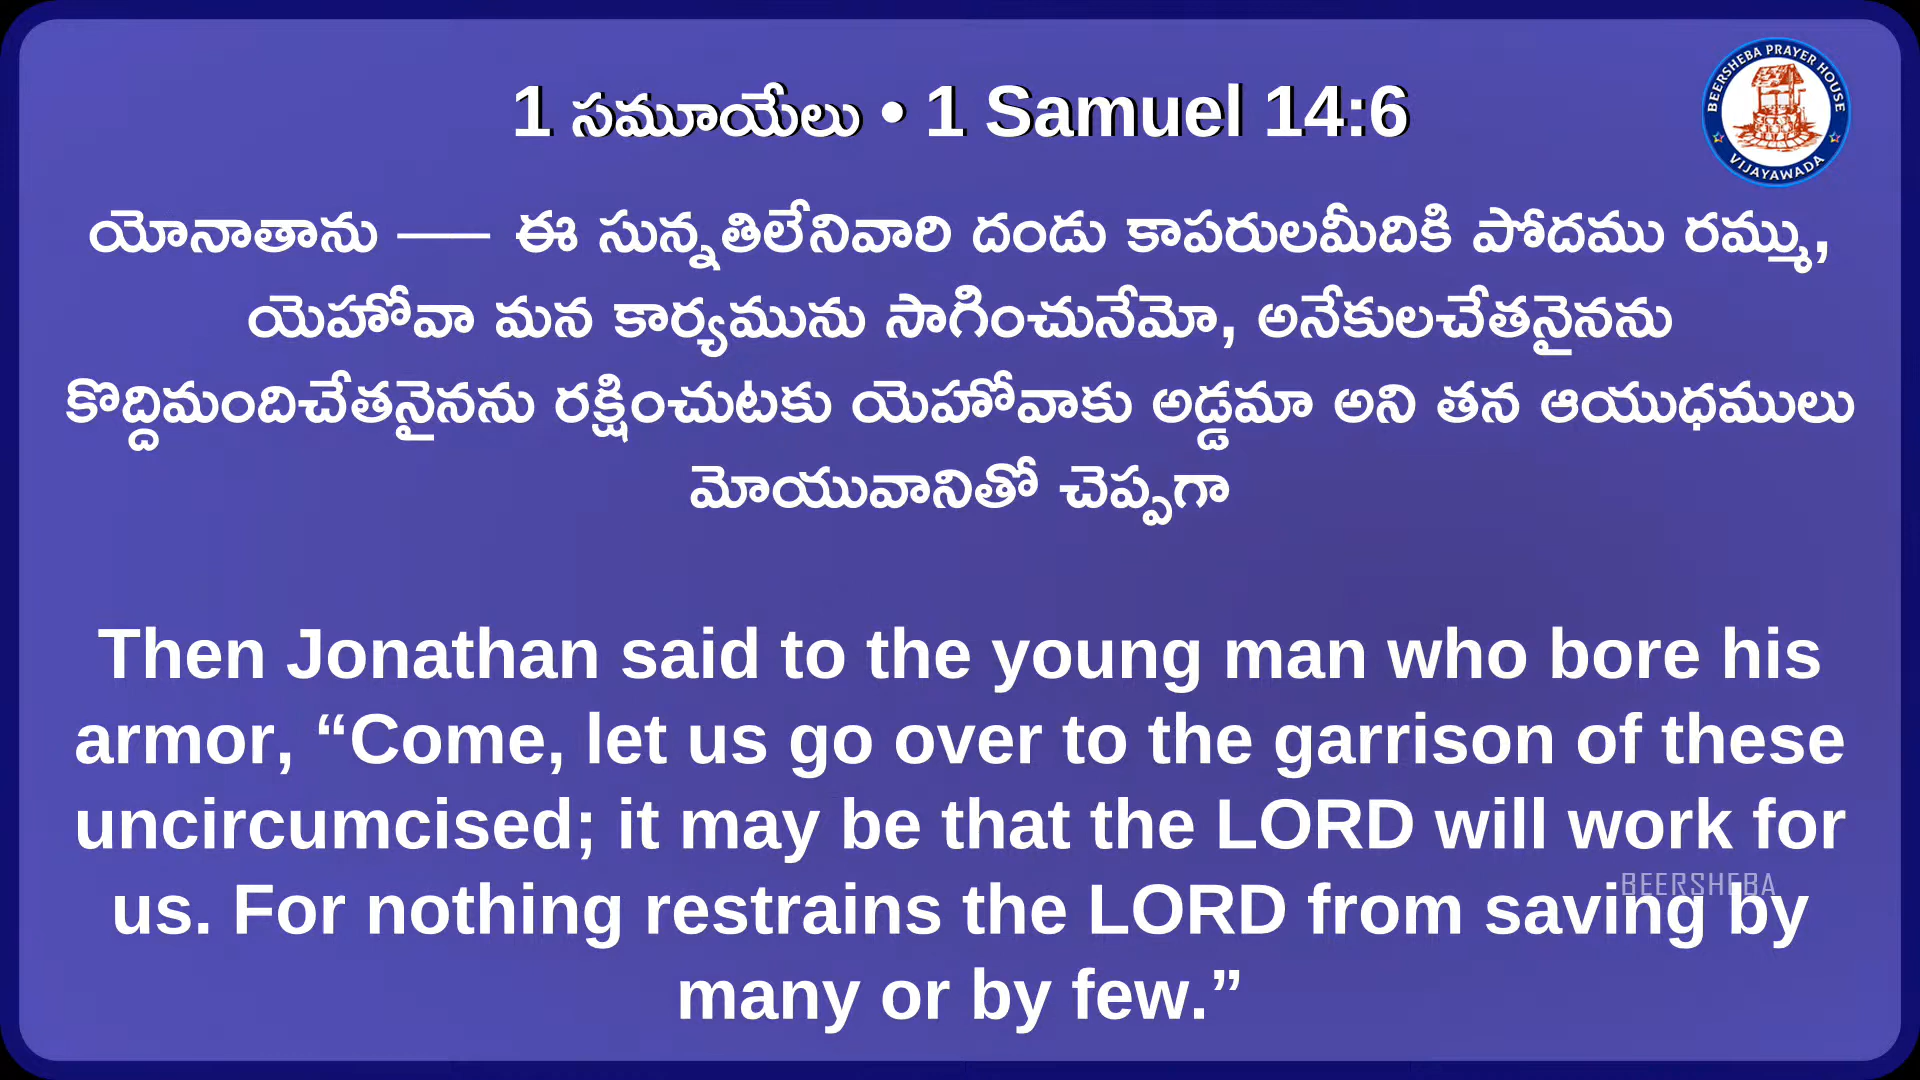 1 సమూయేలు • 1 Samuel 14:6
BEERSHEBA PRAYER HOUSE
VIJAYAWADA
యోనాతాను –– ఈ సున్నతిలేనివారి దండు కాపరులమీదికి పోదము రమ్ము,
యెహోవా మన కార్యమును సాగించునేమో, అనేకులచేతనైనను
కొద్దిమందిచేతనైనను రక్షించుటకు యెహోవాకు అడ్డమా అని తన ఆయుధములు
మోయువానితో చెప్పగా
Then Jonathan said to the young man who bore his
armor, “Come, let us go over to the garrison of these
uncircumcised; it may be that the LORD will work for
us. For nothing restrains the LORD from saving by
many or by few.”
BEERSHEBA